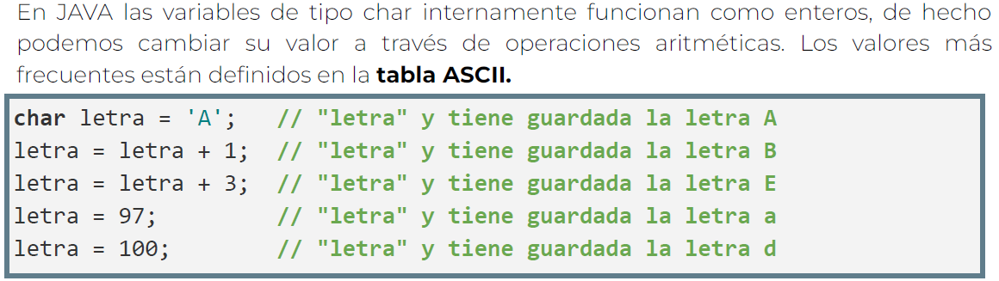 En JAVA las variables de tipo char internamente funcionan como enteros, de hecho
podemos cambiar su valor a través de operaciones aritméticas. Los valores más
frecuentes están definidos en la tabla ASCII.
char letra = 'A';   // "letra" y tiene guardada la letra A
letra = letra + 1;  // "letra" y tiene guardada la letra B
letra = letra + 3;  // "letra" y tiene guardada la letra E
letra = 97;         // "letra" y tiene guardada la letra a
letra = 100;        // "letra" y tiene guardada la letra d